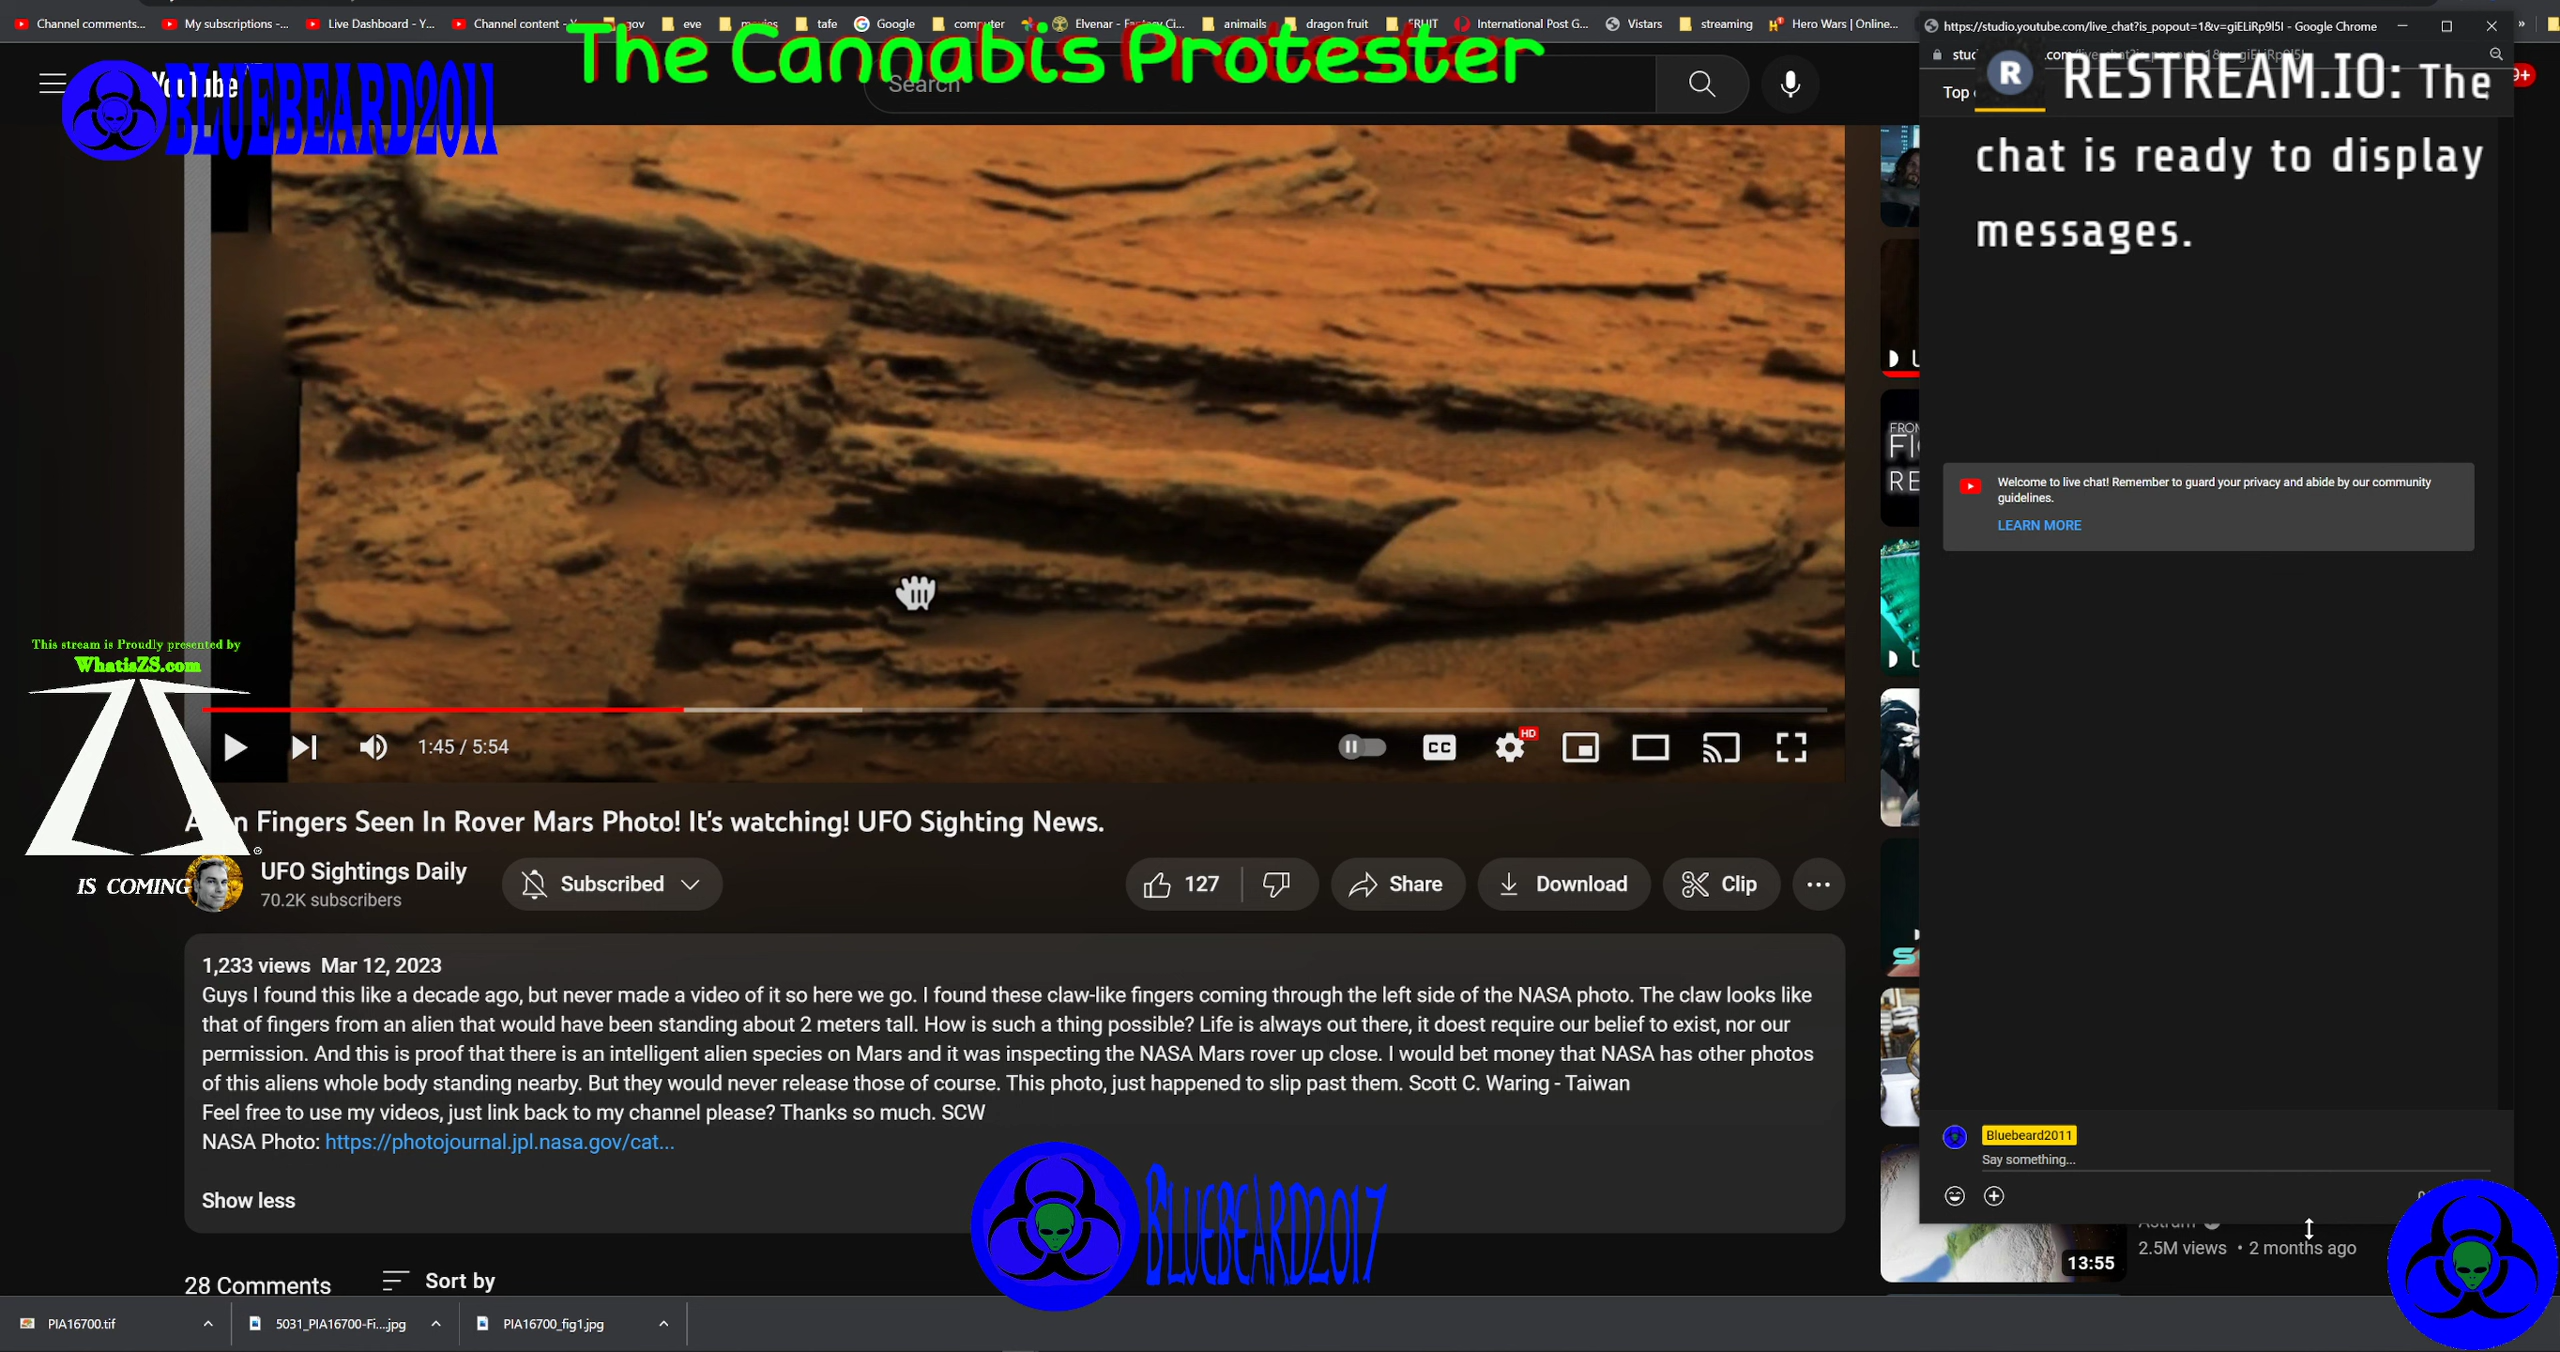 Channel comments...
My subscriptions -...
Live Dashboard - Y...
Channel content - Y
gov
eve
movies
tafe
Google
computer
Elvenar - Fantasy Ci...
animails
dragon fruit
FRUIT
International Post G...
Vistars
streaming
Hero Wars | Online...
The Cannabis Protester
https://studio.youtube.com/live_chat?is_popout=1&v=giELiRp9l5I - Google Chrome
YouTube
BLUEBEARD2011
Search
9+
Top
R
RESTREAM.IO: The
chat is ready to display
messages.
Welcome to live chat! Remember to guard your privacy and abide by our community
guidelines.
LEARN MORE
This stream is Proudly presented by
WhatisZS.com
IS COMING
1:45 / 5:54
CC
HD
n Fingers Seen In Rover Mars Photo! It's watching! UFO Sighting News.
UFO Sightings Daily
70.2K subscribers
Subscribed
127
Share
Download
Clip
1,233 views Mar 12, 2023
Guys I found this like a decade ago, but never made a video of it so here we go. I found these claw-like fingers coming through the left side of the NASA photo. The claw looks like
that of fingers from an alien that would have been standing about 2 meters tall. How is such a thing possible? Life is always out there, it doest require our belief to exist, nor our
permission. And this is proof that there is an intelligent alien species on Mars and it was inspecting the NASA Mars rover up close. I would bet money that NASA has other photos
of this aliens whole body standing nearby. But they would never release those of course. This photo, just happened to slip past them. Scott C. Waring - Taiwan
Feel free to use my videos, just link back to my channel please? Thanks so much. SCW
NASA Photo: https://photojournal.jpl.nasa.gov/cat...
Show less
28 Comments
Sort by
BLUEBEARD2017
Bluebeard2011
Say something...
2.5M views • 2 months ago
13:55
PIA16700.tif
5031_PIA16700-Fi....jpg
PIA16700_fig1.jpg